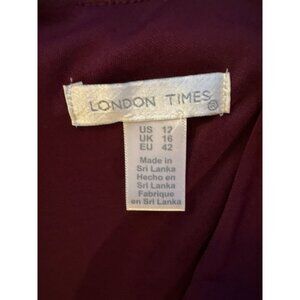 LONDON TIMES ®
US 12
UK 16
EU 42
Made in
Sri Lanka
Hecho en
Sri Lanka
Fabrique
en Sri Lanka